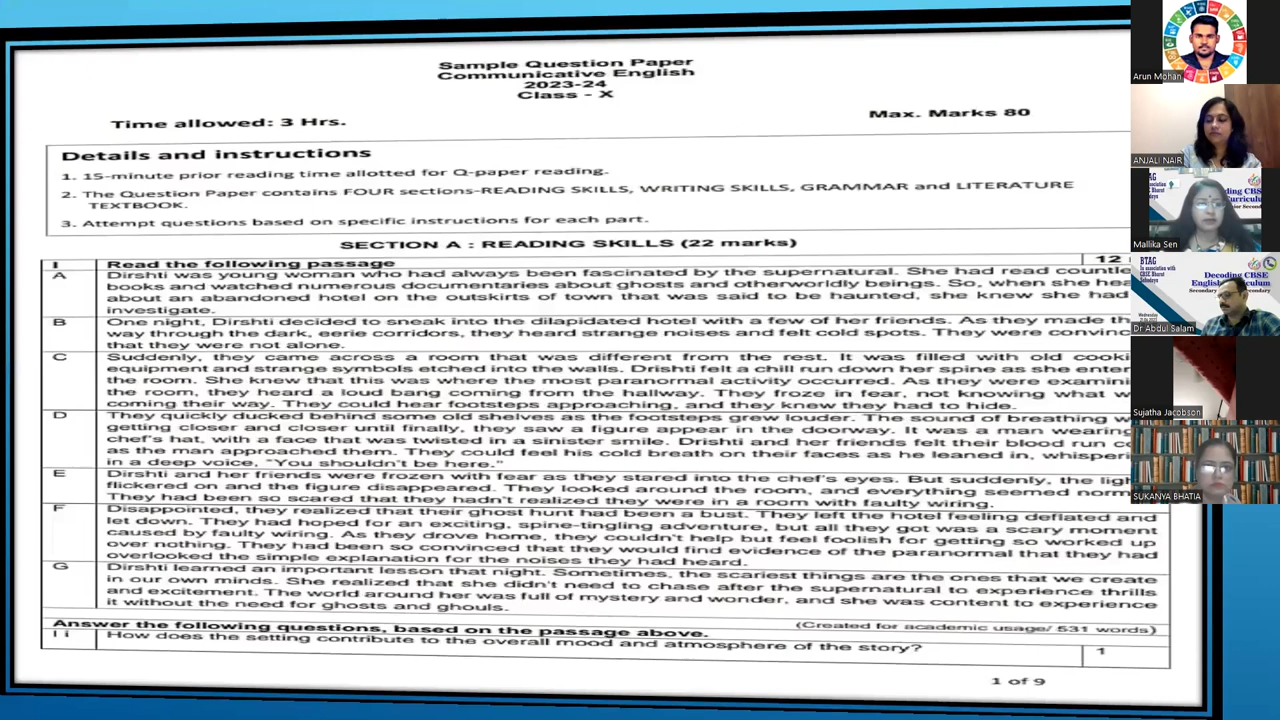 Sample Question Paper
Communicative English
2023-24
Class - X
Time allowed: 3 Hrs.
Max. Marks 80
Details and instructions
1. 15-minute prior reading time allotted for Q-paper reading.
2. The Question Paper contains FOUR sections-READING SKILLS, WRITING SKILLS, GRAMMAR and LITERATURE
TEXTBOOK.
3. Attempt questions based on specific instructions for each part.
SECTION A : READING SKILLS (22 marks)
I Read the following passage 12
A Dirshti was young woman who had always been fascinated by the supernatural. She had read
books and watched numerous documentaries about ghosts and otherworldly beings. So, when she
about an abandoned hotel on the outskirts of town that was said to be haunted, she knew she had
investigate.
B One night, Dirshti decided to sneak into the dilapidated hotel with a few of her friends. As they made
way through the dark, eerie corridors, they heard strange noises and felt cold spots. They were
that they were not alone.
C Suddenly, they came across a room that was different from the rest. It was filled with old
equipment and strange symbols etched into the walls. Drishti felt a chill run down her spine as she
the room. She knew that this was where the most paranormal activity occurred. As they were
the room, they heard a loud bang coming from the hallway. They froze in fear, not knowing what
coming their way. They could hear footsteps approaching, and they knew they had to hide.
D They quickly ducked behind some old shelves as the footsteps grew louder. The sound of breathing
getting closer and closer until finally, they saw a figure appear in the doorway. It was a man wearing
chef's hat, with a face that was twisted in a sinister smile. Drishti and her friends felt their blood run
as the man approached them. They could feel his cold breath on their faces as he leaned in,
in a deep voice, "You shouldn't be here."
E Dirshti and her friends were frozen with fear as they stared into the chef's eyes. But suddenly, the
flickered on and the figure disappeared. They looked around the room, and everything seemed
They had been so scared that they hadn't realized they were in a room with faulty wiring.
F Disappointed, they realized that their ghost hunt had been a bust. They left the hotel feeling deflated and
let down. They had hoped for an exciting, spine-tingling adventure, but all they got was a scary moment
caused by faulty wiring. As they drove home, they couldn't help but feel foolish for getting so worked up
over nothing. They had been so convinced that they would find evidence of the paranormal that they had
overlooked the simple explanation for the noises they had heard.
G Dirshti learned an important lesson that night. Sometimes, the scariest things are the ones that we create
in our own minds. She realized that she didn't need to chase after the supernatural to experience thrills
and excitement. The world around her was full of mystery and wonder, and she was content to experience
it without the need for ghosts and ghouls.
(Created for academic usage/ 531 words)
Answer the following questions, based on the passage above.
How does the setting contribute to the overall mood and atmosphere of the story? 1
1 of 9
Arun Mohan
ANJALI NAIR
Mallika Sen
BTAG
Decoding CBSE
Dr Abdul Salam
Sujatha Jacobson
SUKANYA BHATIA